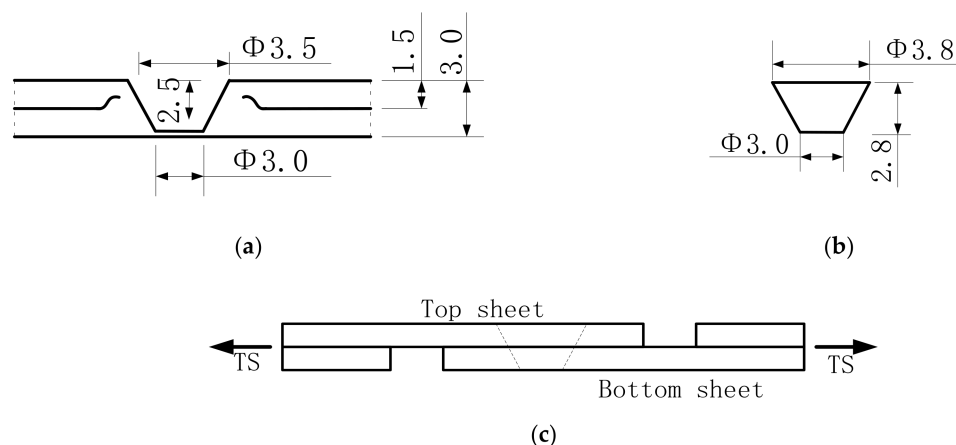 Φ3.5
2.5
1.5
3.0
Φ3.0
(a)
Φ3.8
Φ3.0
2.8
(b)
Top sheet
TS
TS
Bottom sheet
(c)